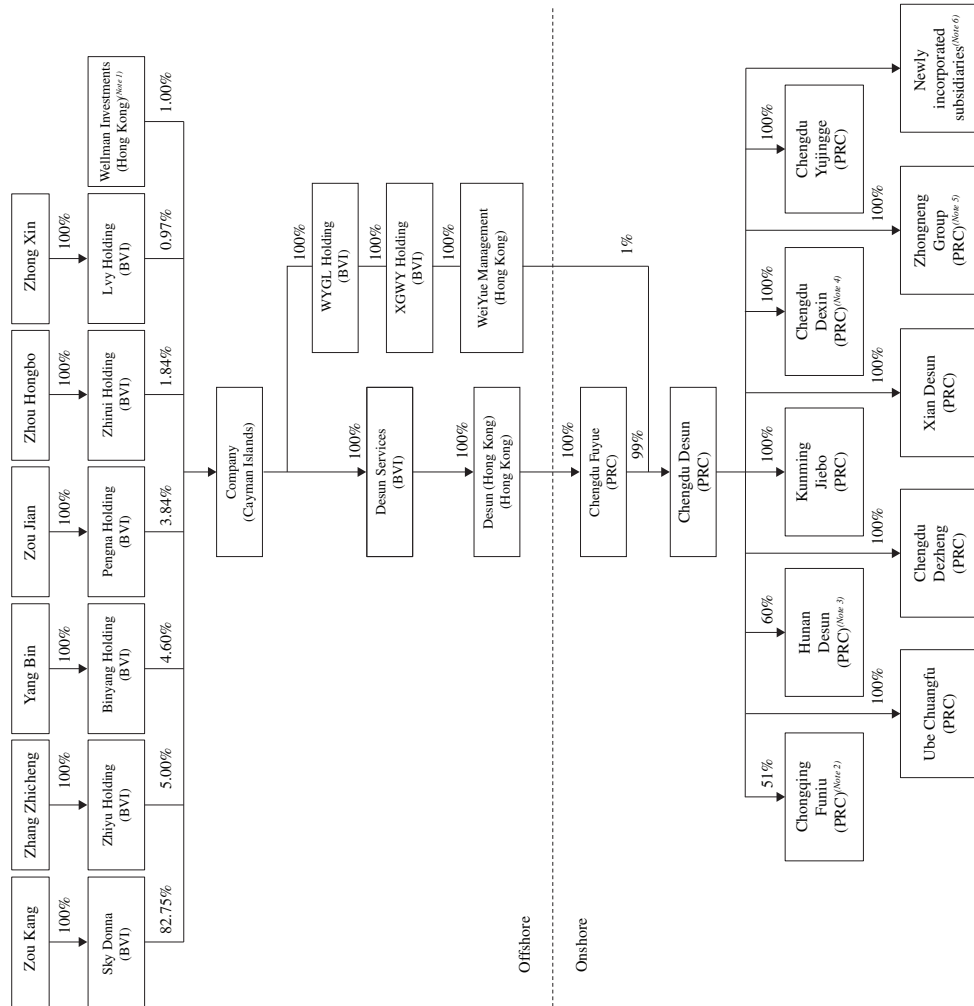 Zou Kang
Zhang Zhicheng
Yang Bin
Zou Jian
Zhou Hongbo
Zhong Xin
100%
100%
100%
100%
100%
100%
Sky Donna
(BVI)
Zhiyu Holding
(BVI)
Binyang Holding
(BVI)
Pengna Holding
(BVI)
Zhirui Holding
(BVI)
Lvy Holding
(BVI)
Wellman Investments
(Hong Kong)(Note 1)
82.75%
5.00%
4.60%
3.84%
1.84%
0.97%
1.00%
Company
(Cayman Islands)
100%
100%
Desun Services
(BVI)
WYGL Holding
(BVI)
100%
XGWY Holding
(BVI)
100%
100%
Desun (Hong Kong)
(Hong Kong)
WeiYue Management
(Hong Kong)
Offshore
Onshore
100%
Chengdu Fuyue
(PRC)
99%
1%
Chengdu Desun
(PRC)
51%
60%
100%
100%
100%
Chongqing
Funiu
(PRC)(Note 2)
Hunan
Desun
(PRC)(Note 3)
Kunming
Jiebo
(PRC)
Chengdu
Dexin
(PRC)(Note 4)
Chengdu
Yujingge
(PRC)
100%
100%
100%
100%
Ube Chuangfu
(PRC)
Chengdu
Dezheng
(PRC)
Xian Desun
(PRC)
Zhongneng
Group
(PRC)(Note 5)
Newly
incorporated
subsidiaries(Note 6)